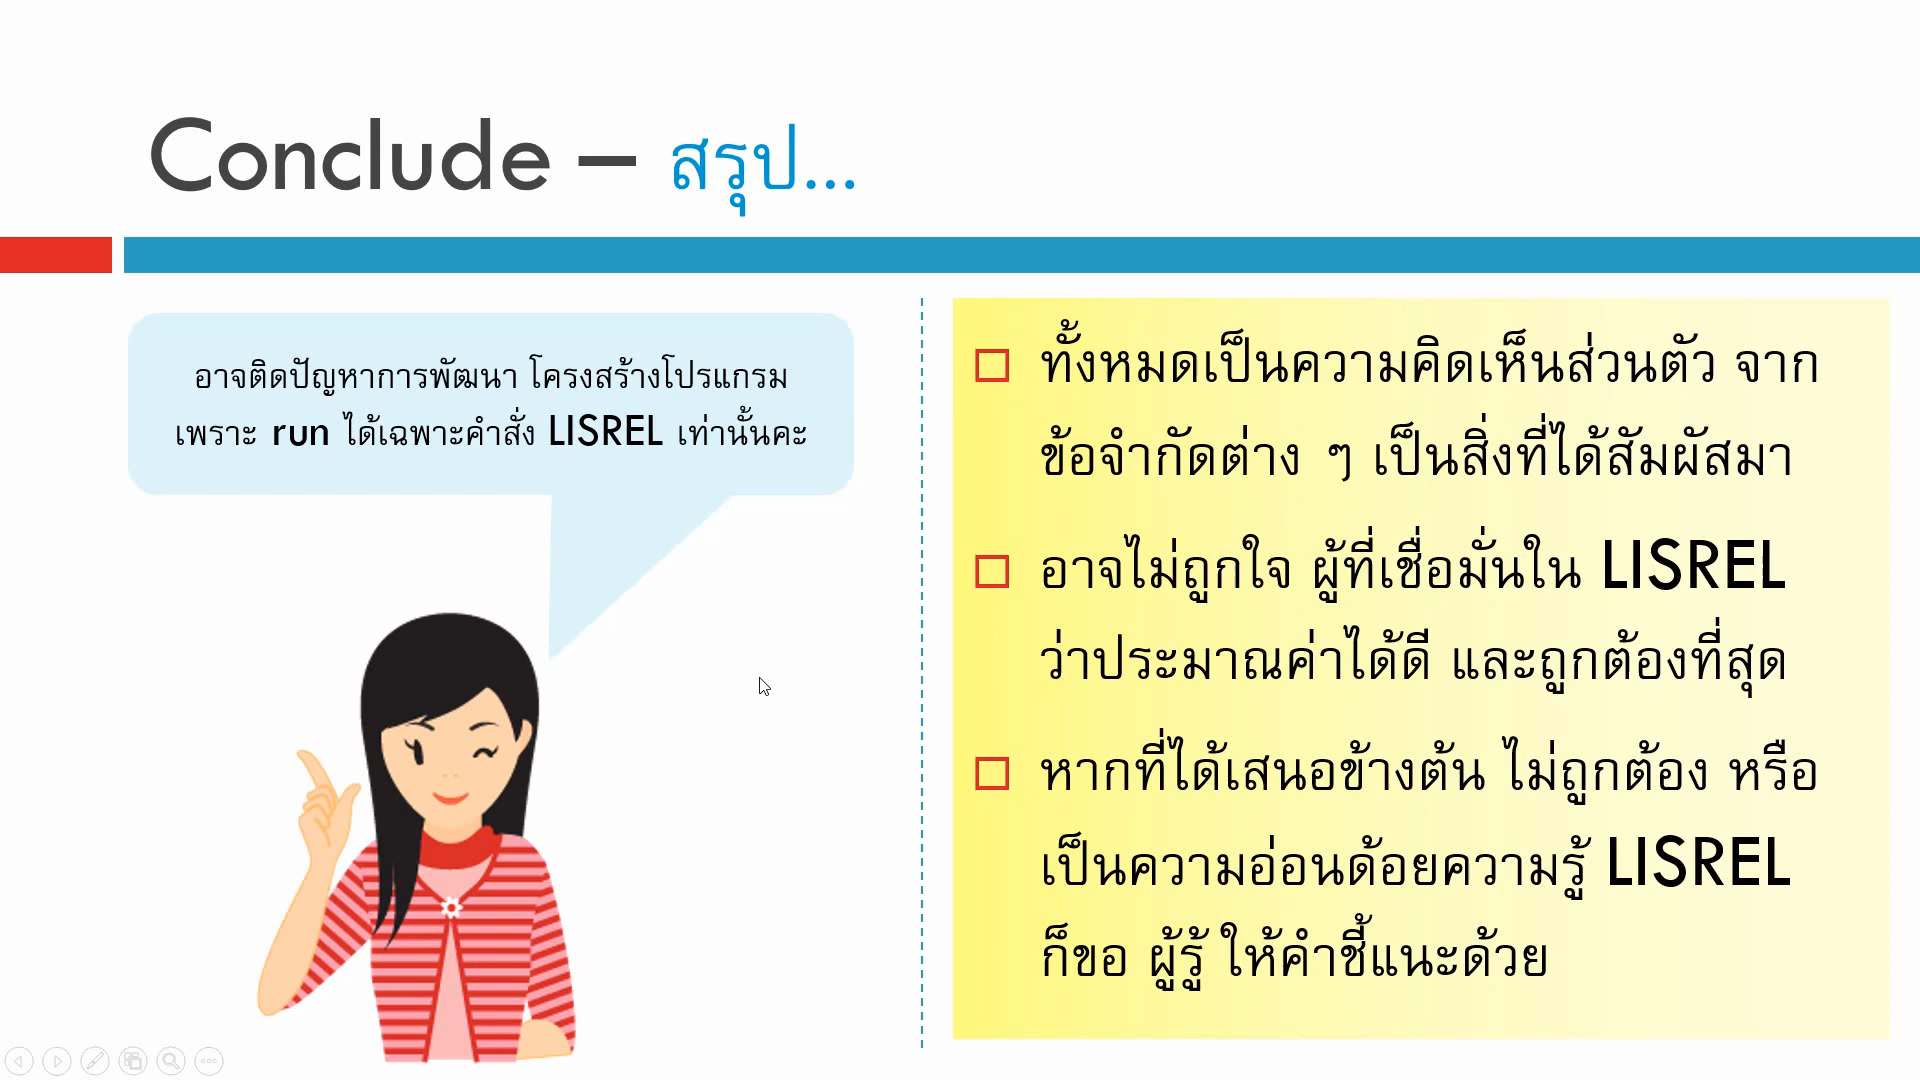 Conclude – สรุป...
อาจติดปัญหาการพัฒนา โครงสร้างโปรแกรม
เพราะ run ได้เฉพาะคำสั่ง LISREL เท่านั้นคะ
ทั้งหมดเป็นความคิดเห็นส่วนตัว จาก
ข้อจำกัดต่าง ๆ เป็นสิ่งที่ได้สัมผัสมา
อาจไม่ถูกใจ ผู้ที่เชื่อมั่นใน LISREL
ว่าประมาณค่าได้ดี และถูกต้องที่สุด
หากที่ได้เสนอข้างต้น ไม่ถูกต้อง หรือ
เป็นความอ่อนด้อยความรู้ LISREL
ก็ขอ ผู้รู้ ให้คำชี้แนะด้วย